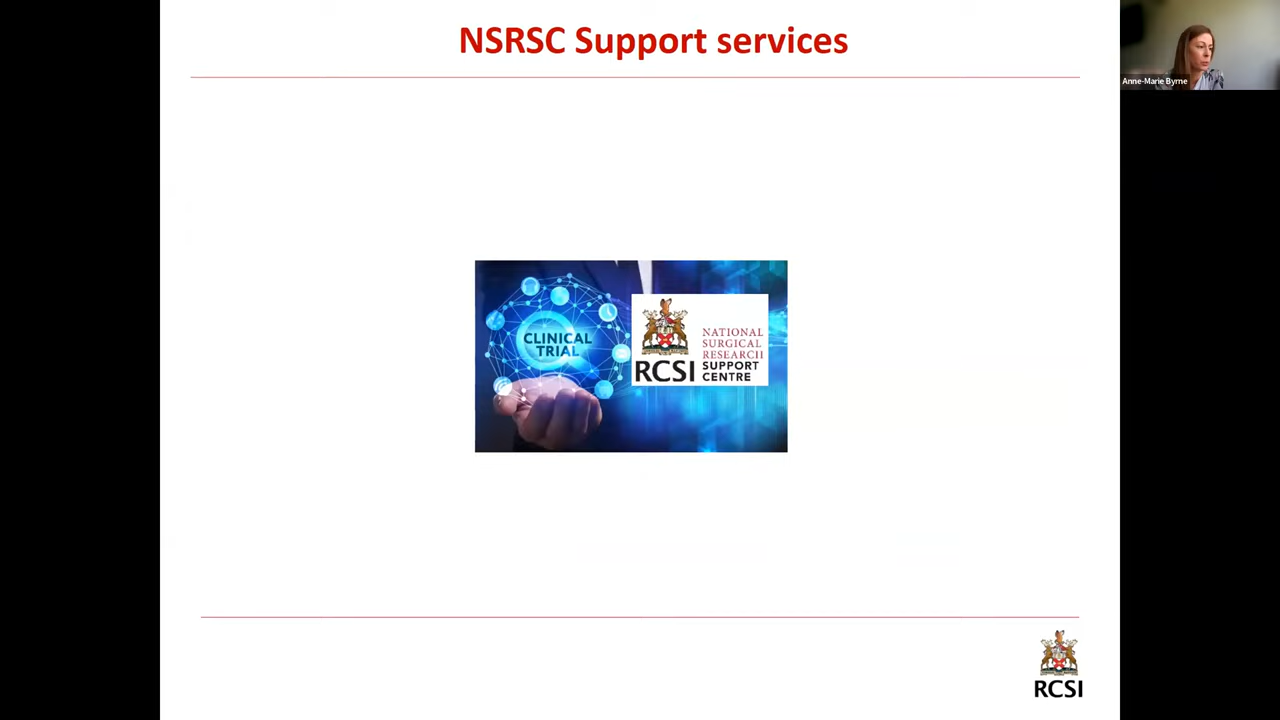 NSRSC Support services
Anne-Marie Byrne
CLINICAL
TRIAL
RCSI
NATIONAL
SURGICAL
RESEARCH
SUPPORT
CENTRE
RCSI